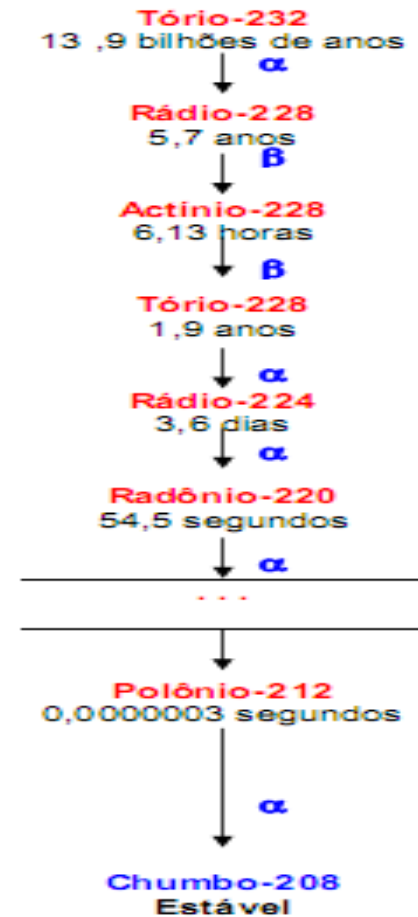 Tório-232
13 ,9 bilhões de anos
α
Rádio-228
5,7 anos
β
Actínio-228
6,13 horas
β
Tório-228
1,9 anos
α
Rádio-224
3,6 dias
α
Radônio-220
54,5 segundos
α
. . .
Polônio-212
0,0000003 segundos
α
Chumbo-208
Estável